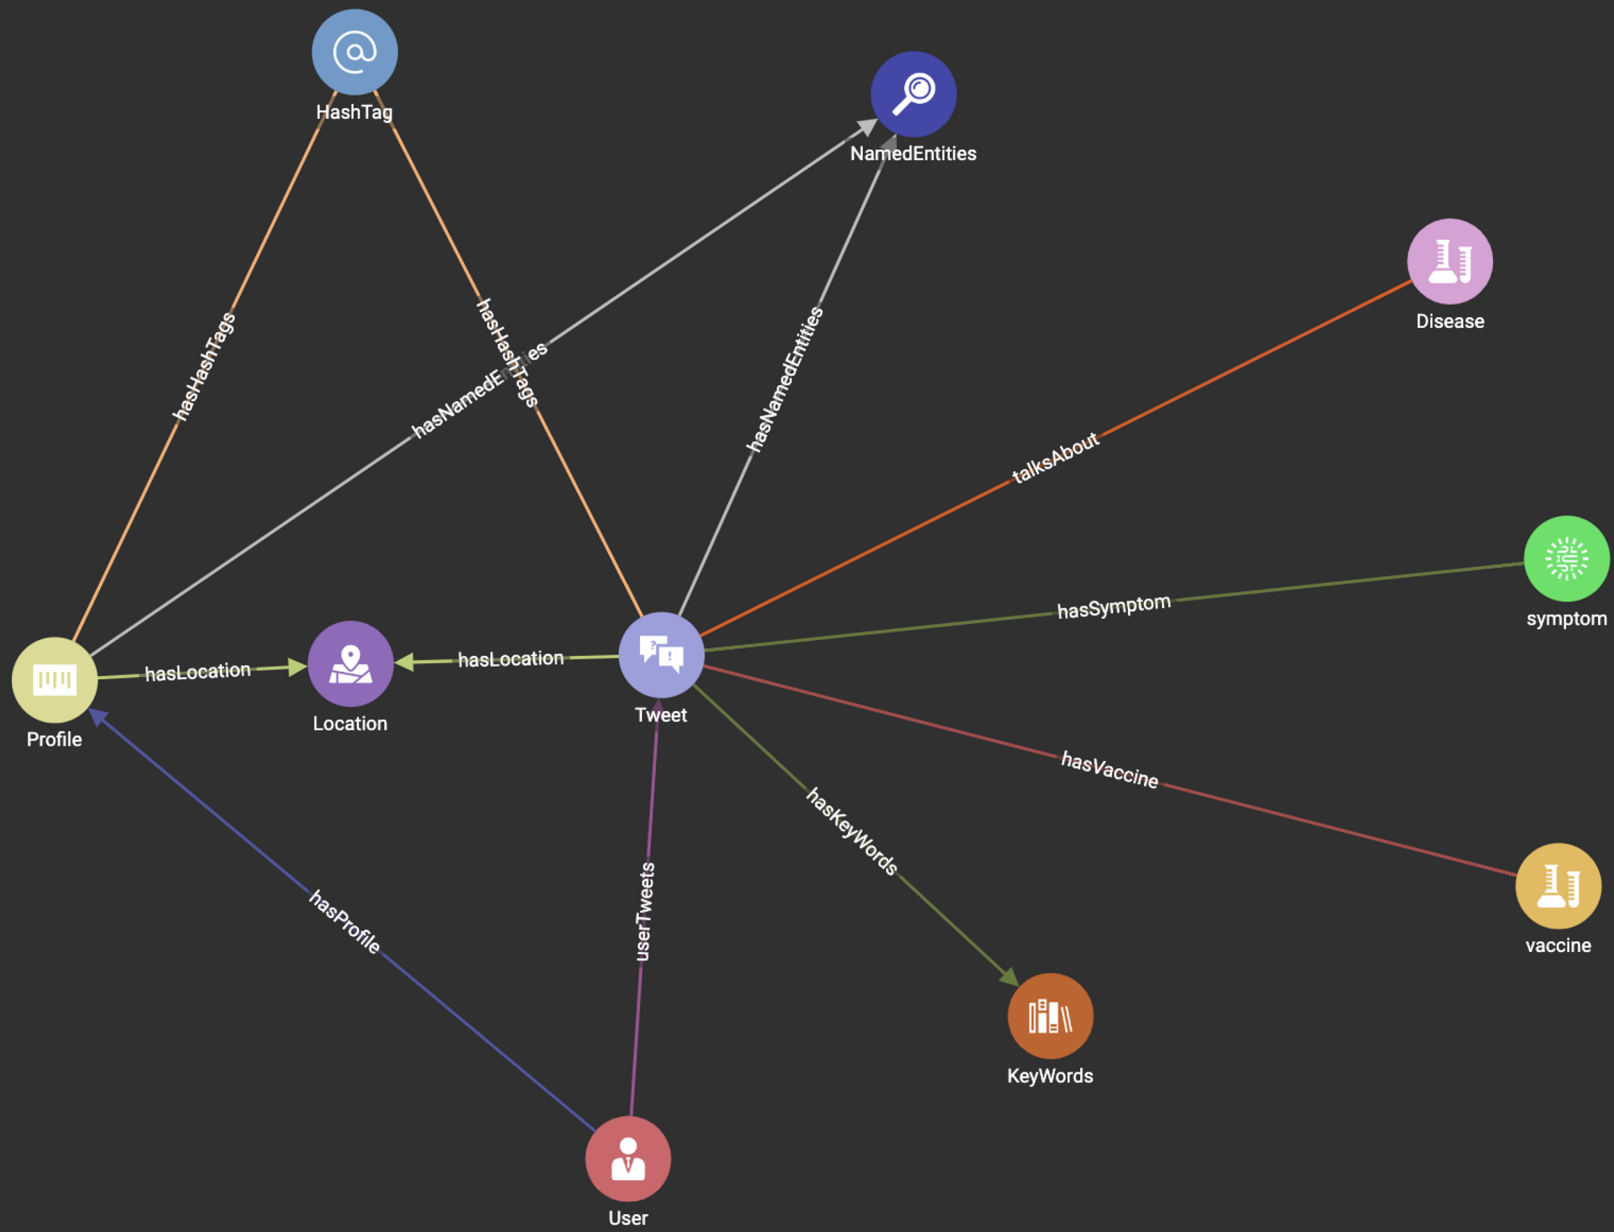 HashTag
NamedEntities
Disease
hasHashTags
hasHashTags
hasNamedEntities
hasNamedEntities
talksAbout
symptom
hasSymptom
hasLocation
hasLocation
Profile
Location
Tweet
hasVaccine
hasKeyWords
hasProfile
userTweets
vaccine
KeyWords
User